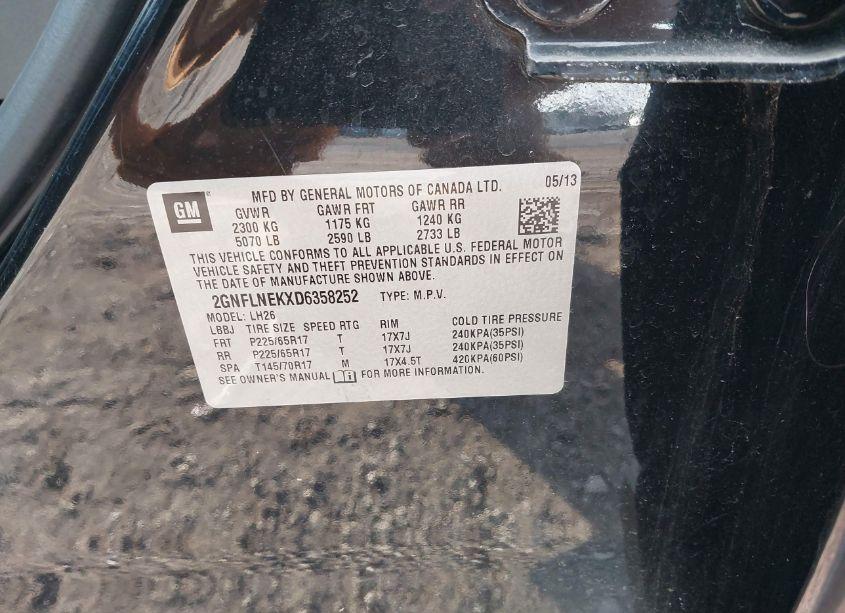 GM
MFD BY GENERAL MOTORS OF CANADA LTD. 05/13
GVWR GAWR FRT GAWR RR
2300 KG 1175 KG 1240 KG
5070 LB 2590 LB 2733 LB
THIS VEHICLE CONFORMS TO ALL APPLICABLE U.S. FEDERAL MOTOR
VEHICLE SAFETY AND THEFT PREVENTION STANDARDS IN EFFECT ON
THE DATE OF MANUFACTURE SHOWN ABOVE.
2GNFLNEKXD6358252 TYPE: M.P.V.
MODEL: LH26
LBBJ TIRE SIZE SPEED RTG RIM COLD TIRE PRESSURE
FRT P225/65R17 T 17X7J 240KPA(35PSI)
RR P225/65R17 T 17X7J 240KPA(35PSI)
SPA T145/70R17 M 17X4.5T 420KPA(60PSI)
SEE OWNER'S MANUAL FOR MORE INFORMATION.